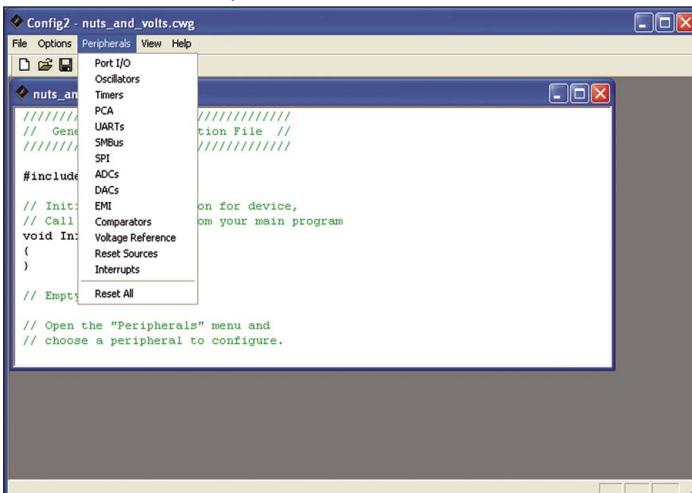 Config2 - nuts_and_volts.cwg
File Options Peripherals View Help
Port I/O
Oscillators
Timers
PCA
UARTs
SMBus
SPI
ADCs
DACs
EMI
Comparators
Voltage Reference
Reset Sources
Interrupts
Reset All
nuts_an
///////// /////////////
// Gene tion File //
///////// /////////////
#include
// Initi on for device,
// Call om your main program
void Ini
{
}
// Empty
// Open the "Peripherals" menu and
// choose a peripheral to configure.